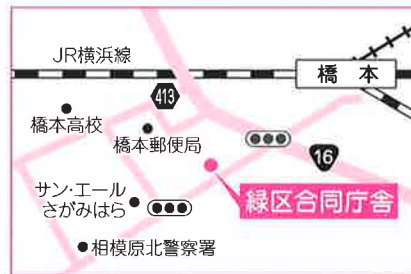 JR横浜線
橋本
413
橋本高校
橋本郵便局
16
サン・エール
さがみはら
緑区合同庁舎
相模原北警察署